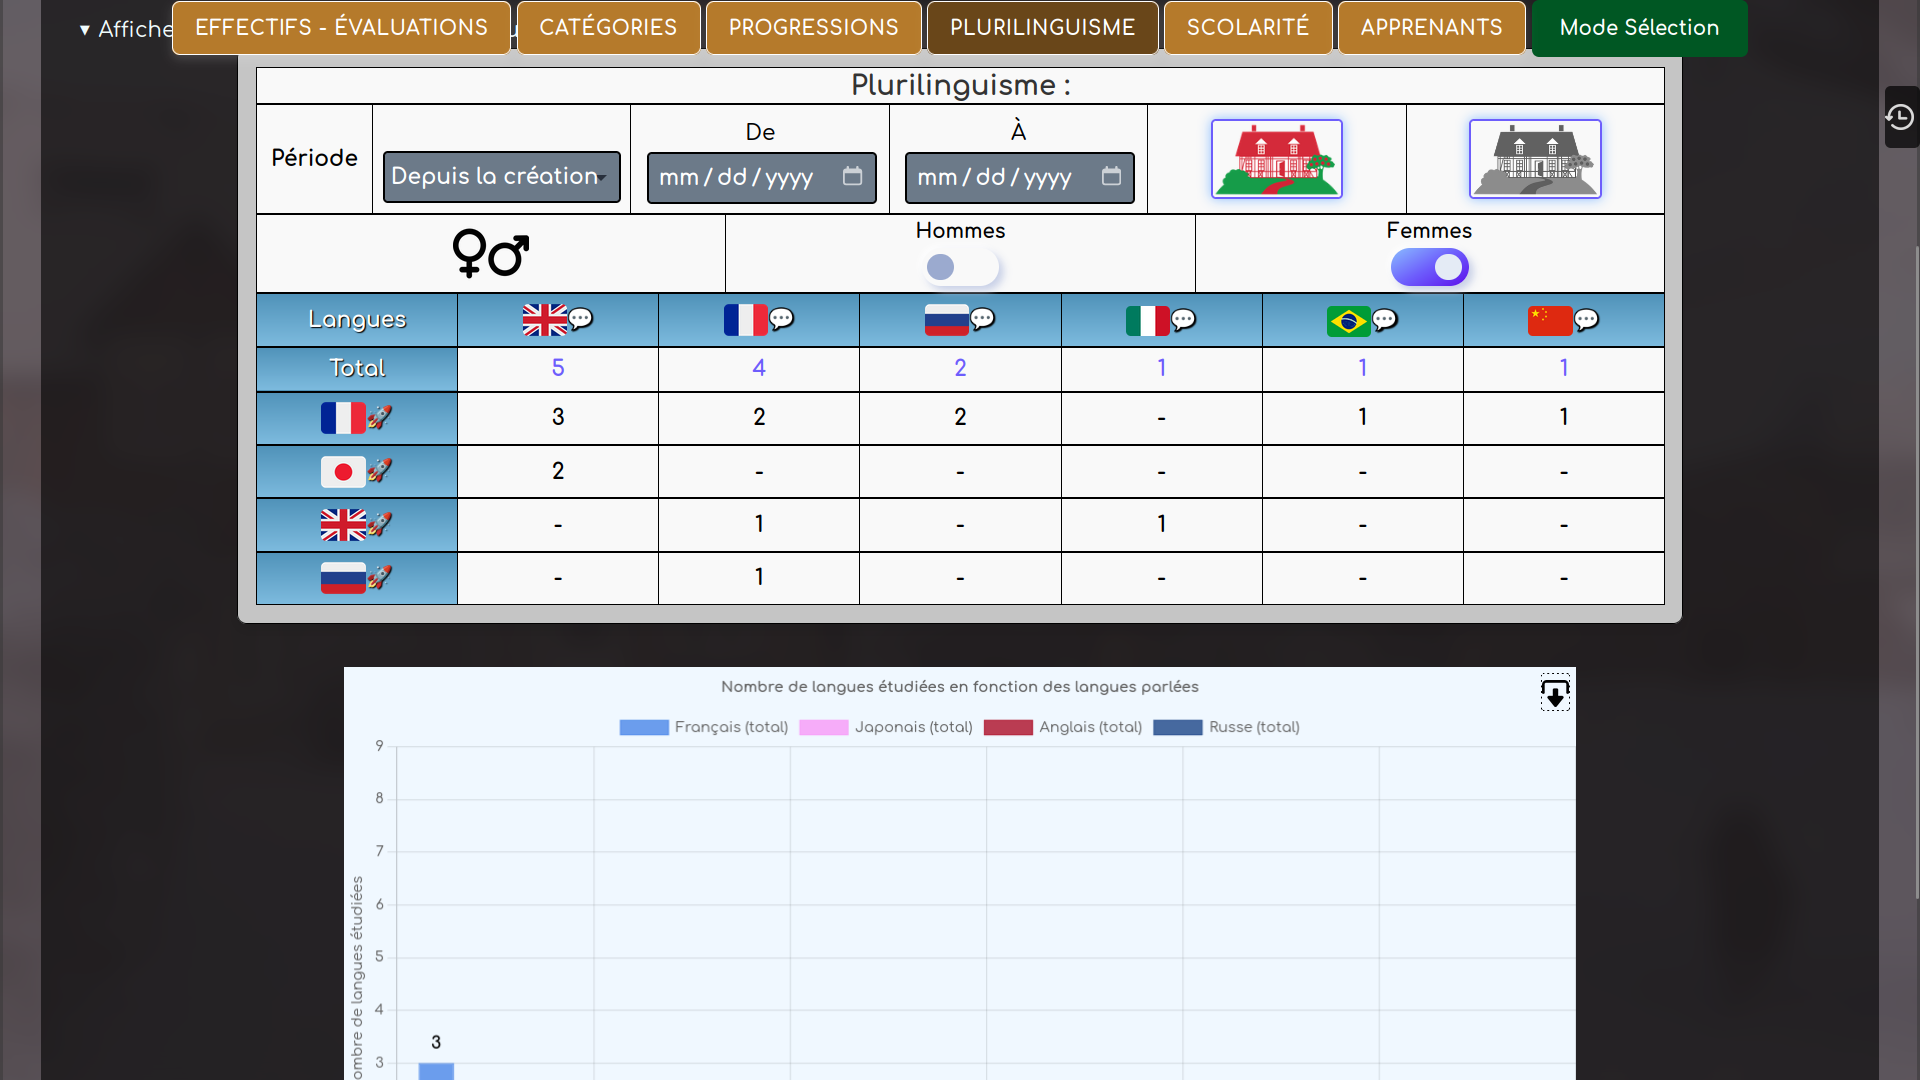 ▾ Affiche
EFFECTIFS - ÉVALUATIONS
CATÉGORIES
PROGRESSIONS
PLURILINGUISME
SCOLARITÉ
APPRENANTS
Mode Sélection
Plurilinguisme :
Période
Depuis la création
De
mm/dd/yyyy
À
mm/dd/yyyy
Hommes
Femmes
Langues
Total 5 4 2 1 1 1
3 2 2 - 1 1
2 - - - - -
- 1 - 1 - -
- 1 - - - -
Nombre de langues étudiées en fonction des langues parlées
Français (total) Japonais (total) Anglais (total) Russe (total)
9
8
7
6
5
4
3
3
ombre de langues étudiées